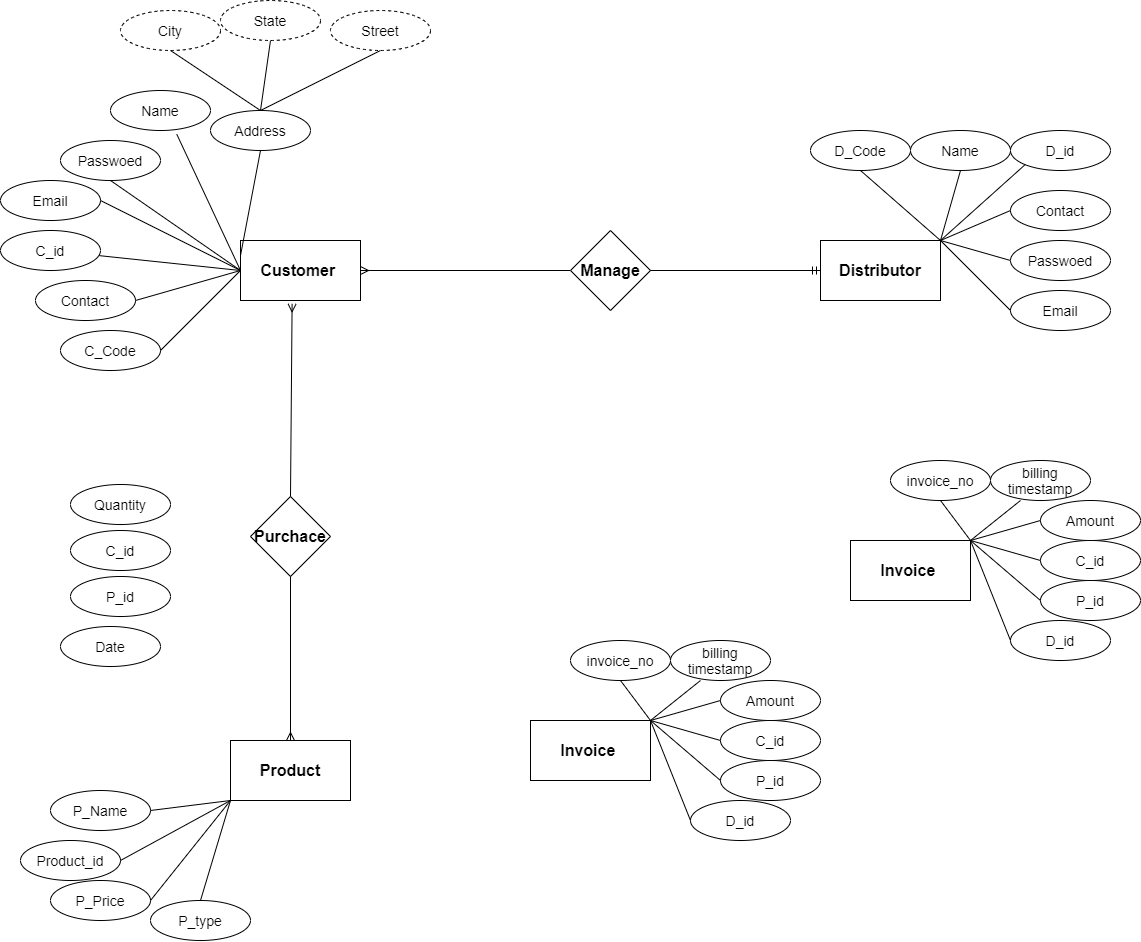 City
State
Street
Name
Address
Passwoed
Email
C_id
Contact
C_Code
Customer
Manage
D_Code
Name
D_id
Contact
Passwoed
Email
Distributor
Quantity
C_id
P_id
Date
Purchace
invoice_no
billing
timestamp
Amount
C_id
P_id
D_id
Invoice
invoice_no
billing
timestamp
Amount
C_id
P_id
D_id
Invoice
Product
P_Name
Product_id
P_Price
P_type